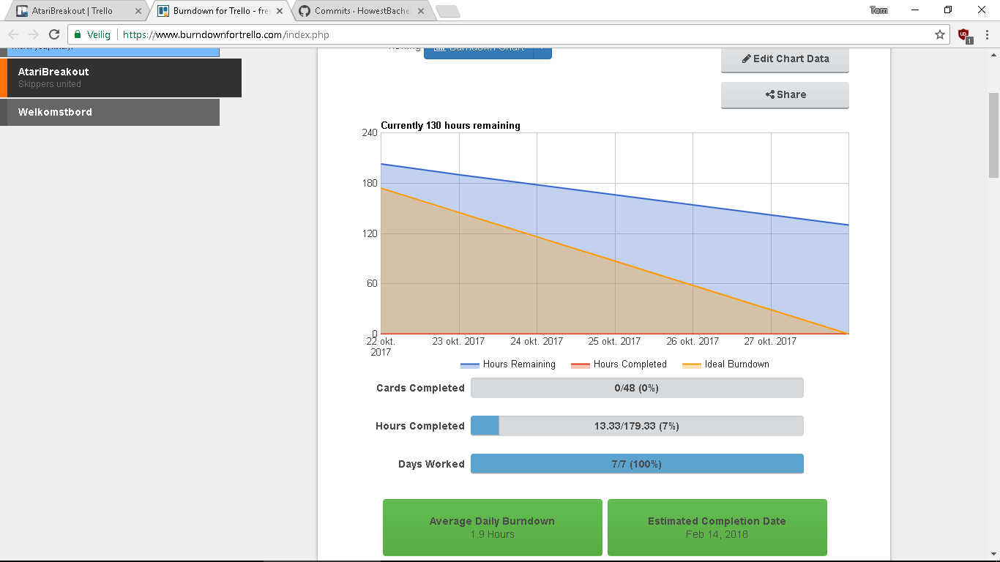 AtariBreakout | Trello
Burndown for Trello - fre
Commits · HowestBachel
Tom
Veilig
https://www.burndownfortrello.com/index.php
1
Burndown Chart
AtariBreakout
Skippers united
Welkomstbord
Edit Chart Data
Share
Currently 130 hours remaining
240
180
120
60
0
22 okt. 2017
23 okt. 2017
24 okt. 2017
25 okt. 2017
26 okt. 2017
27 okt. 2017
Hours Remaining
Hours Completed
Ideal Burndown
Cards Completed
0/48 (0%)
Hours Completed
13.33/179.33 (7%)
Days Worked
7/7 (100%)
Average Daily Burndown
1.9 Hours
Estimated Completion Date
Feb 14, 2018